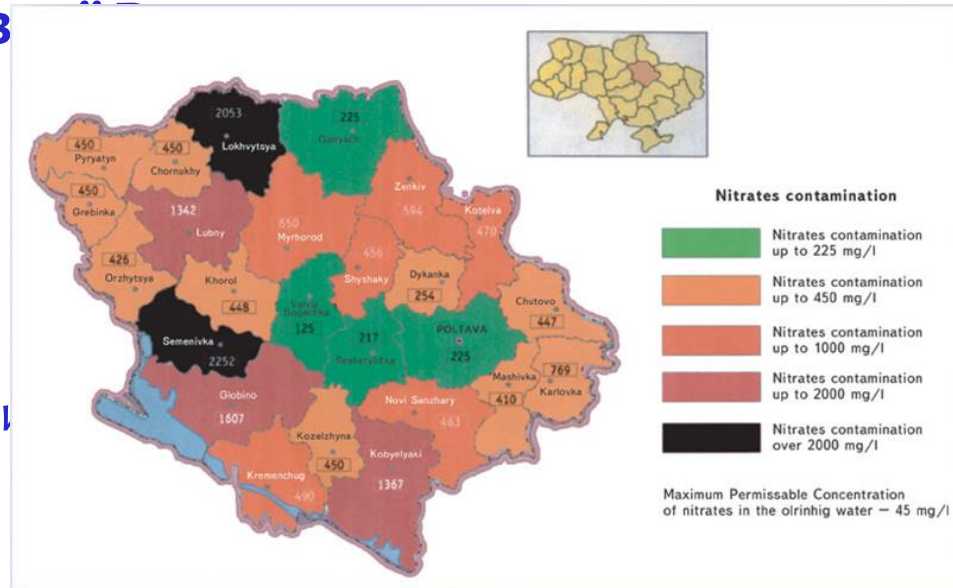 2053
Lokhvytsya
225
Gadyach
450
Pyryatyn
450
Chornukhy
450
Grebinka
1342
Lubny
650
Myrhorod
Zenkiv
594
Kotelva
470
426
Orzhytsya
Khorol
448
456
Shyshaky
Dykanka
254
Chutovo
447
125
217
POLTAVA
225
Semenivka
2252
Globino
1607
Mashivka
410
769
Karlovka
Novi Sanzhary
463
Kozelzhyna
450
Kobyelyaki
1367
Kremenchug
490
Nitrates contamination
Nitrates contamination
up to 225 mg/l
Nitrates contamination
up to 450 mg/l
Nitrates contamination
up to 1000 mg/l
Nitrates contamination
up to 2000 mg/l
Nitrates contamination
over 2000 mg/l
Maximum Permissable Concentration
of nitrates in the olrinhig water — 45 mg/l